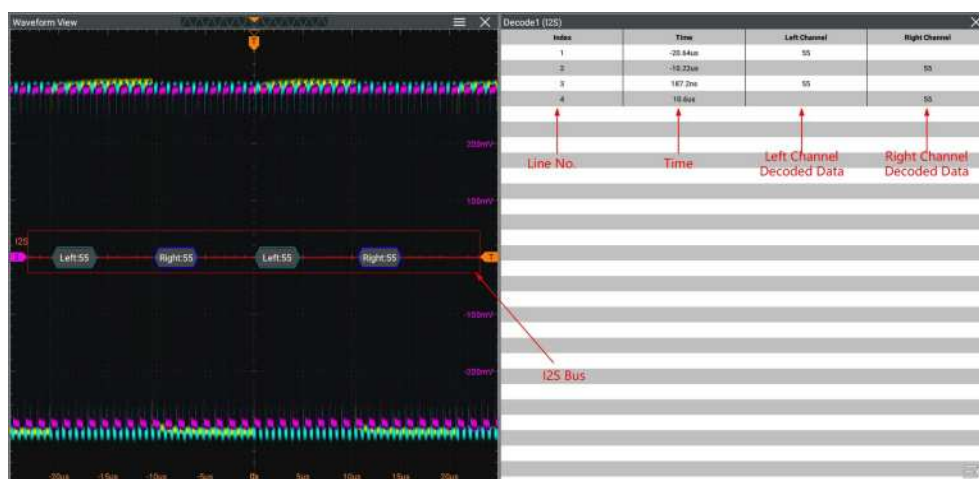 Waveform View
T
200mV
100mV
I2S
Left:55 Right:55 Left:55 Right:55
T
-100mV
-200mV
-20us -15us -10us -5us 0s 5us 10us 15us 20us
Decode1 (I2S)
Index Time Left Channel Right Channel
1 -20.64us 55
2 -10.22us 55
3 187.2ns 55
4 10.6us 55
Line No. Time Left Channel Right Channel
Decoded Data Decoded Data
I2S Bus